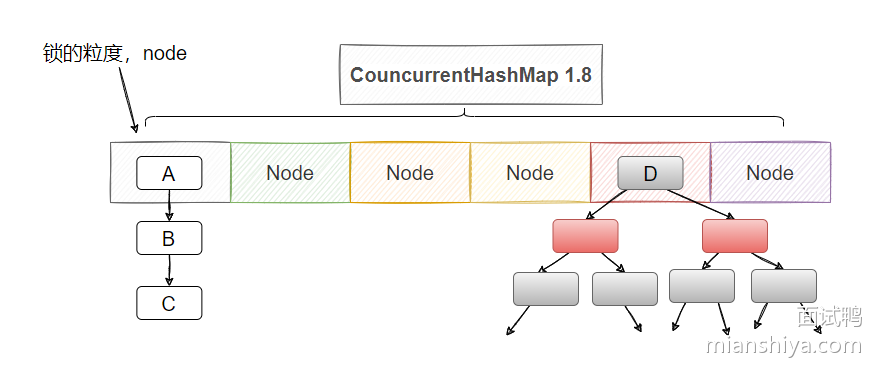 锁的粒度，node
CouncurrentHashMap 1.8
A
Node
Node
Node
D
Node
B
C
面试鸭
mianshiya.com